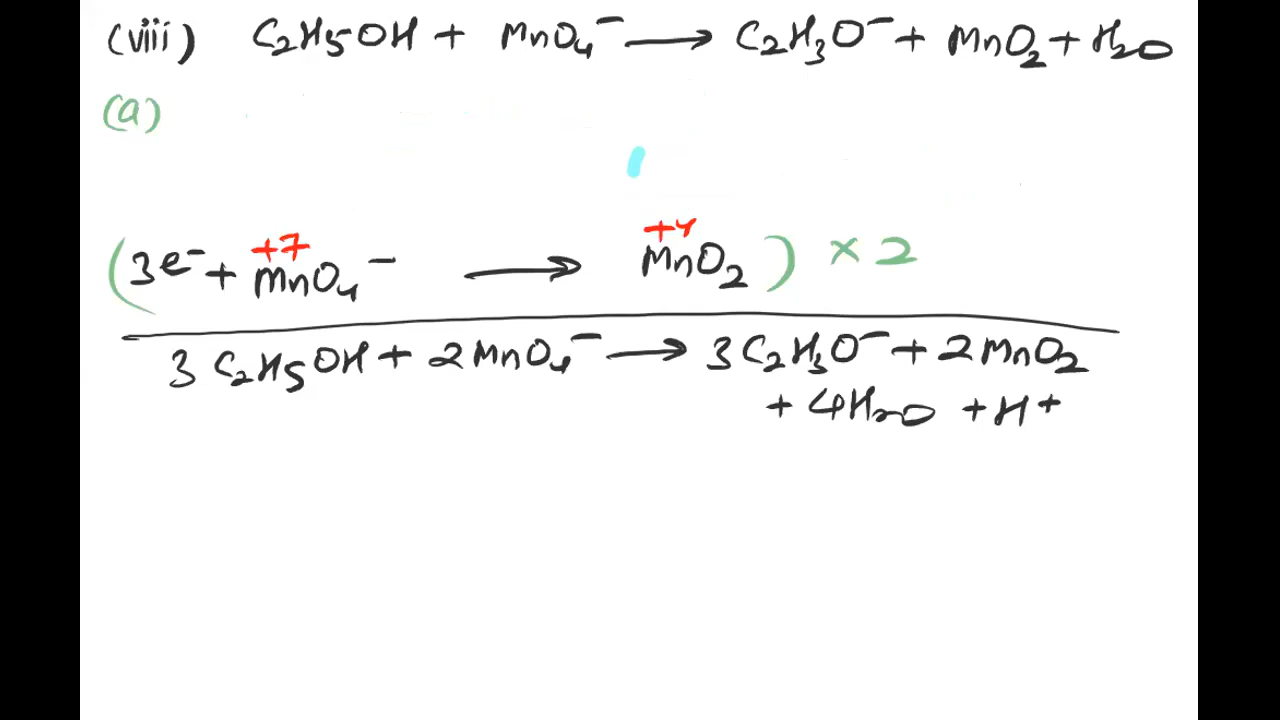 (viii) C₂H₅OH + MnO₄⁻ → C₂H₃O⁻ + MnO₂ + H₂O
(a)
+7 +4
(3e⁻ + MnO₄⁻ → MnO₂) × 2
3 C₂H₅OH + 2MnO₄⁻ → 3C₂H₃O⁻ + 2MnO₂
+ 4H₂O + H⁺